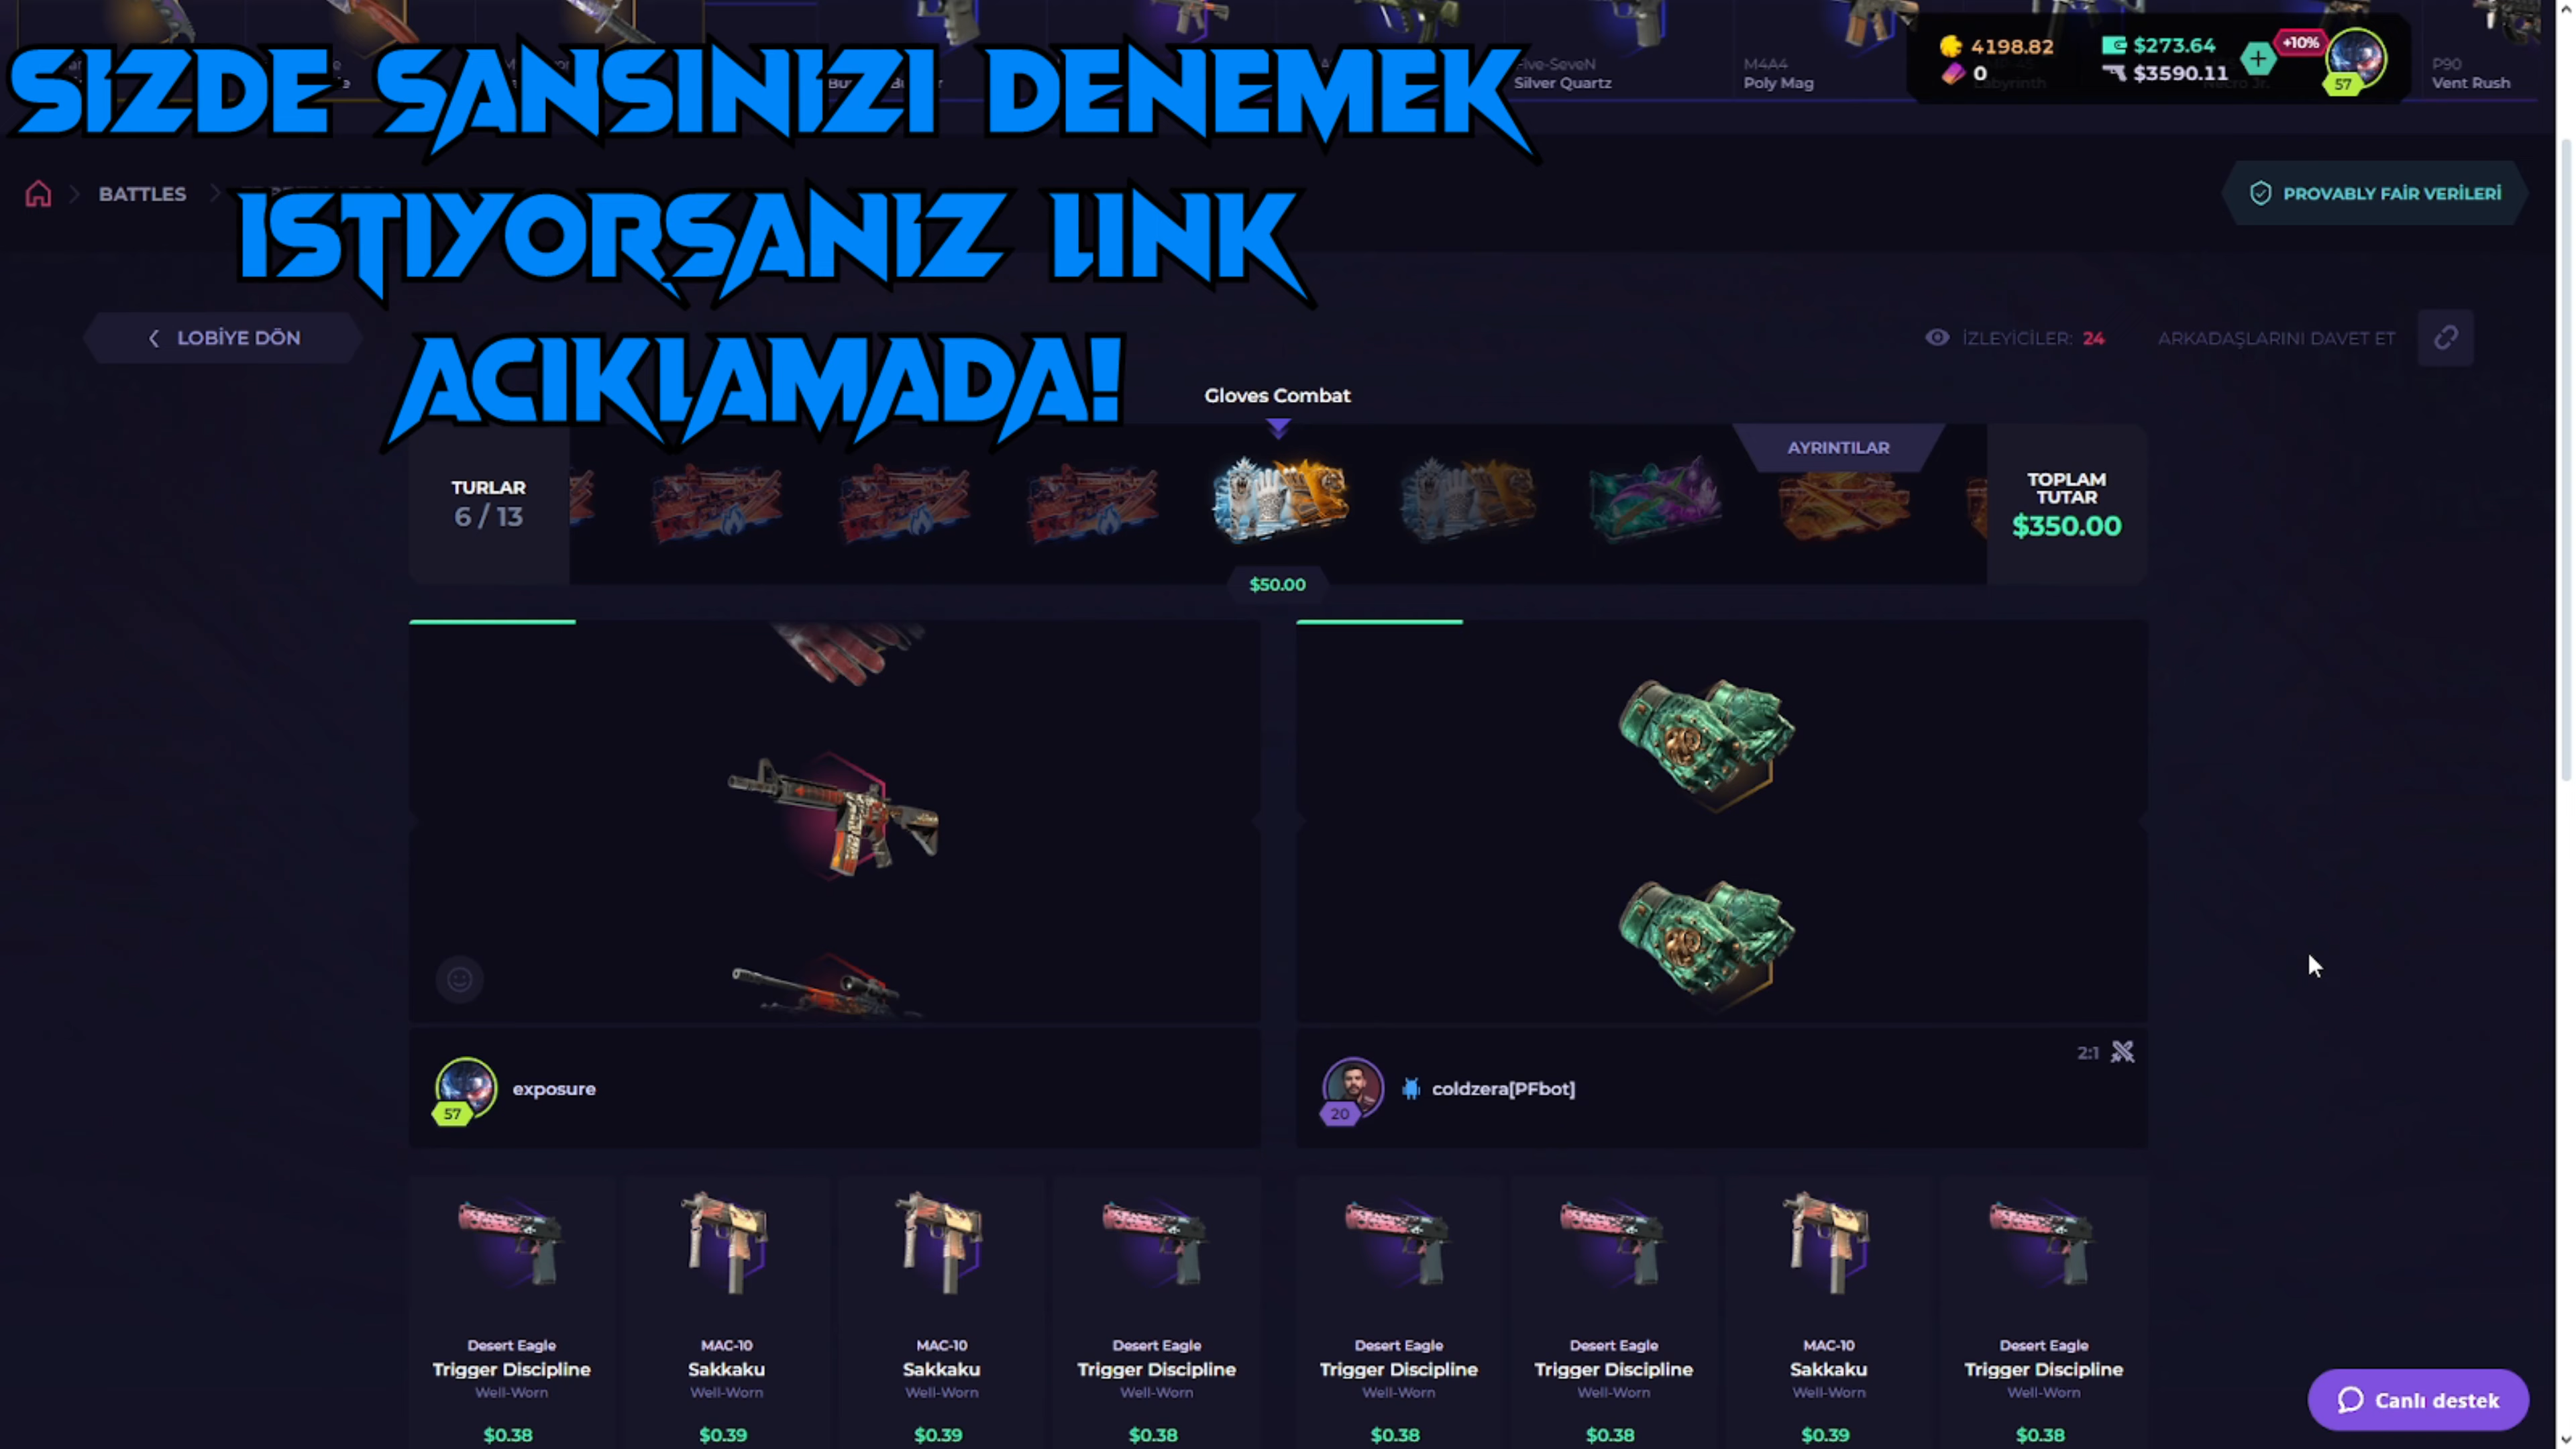 SIZDE SANSINIZI DENEMEK
ISTIYORSANIZ LINK
ACIKLAMADA!
Five-SeveN
Silver Quartz
M4A4
Poly Mag
P90
Vent Rush
4198.82
0
$273.64
$3590.11
+10%
57
BATTLES
PROVABLY FAIR VERİLERİ
LOBİYE DÖN
İZLEYİCİLER: 24
ARKADAŞLARINI DAVET ET
Gloves Combat
AYRINTILAR
TURLAR
6 / 13
TOPLAM
TUTAR
$350.00
$50.00
exposure
57
coldzera[PFbot]
20
2:1
Desert Eagle
Trigger Discipline
Well-Worn
$0.38
MAC-10
Sakkaku
Well-Worn
$0.39
MAC-10
Sakkaku
Well-Worn
$0.39
Desert Eagle
Trigger Discipline
Well-Worn
$0.38
Desert Eagle
Trigger Discipline
Well-Worn
$0.38
Desert Eagle
Trigger Discipline
Well-Worn
$0.38
MAC-10
Sakkaku
Well-Worn
$0.39
Desert Eagle
Trigger Discipline
Well-Worn
$0.38
Canlı destek